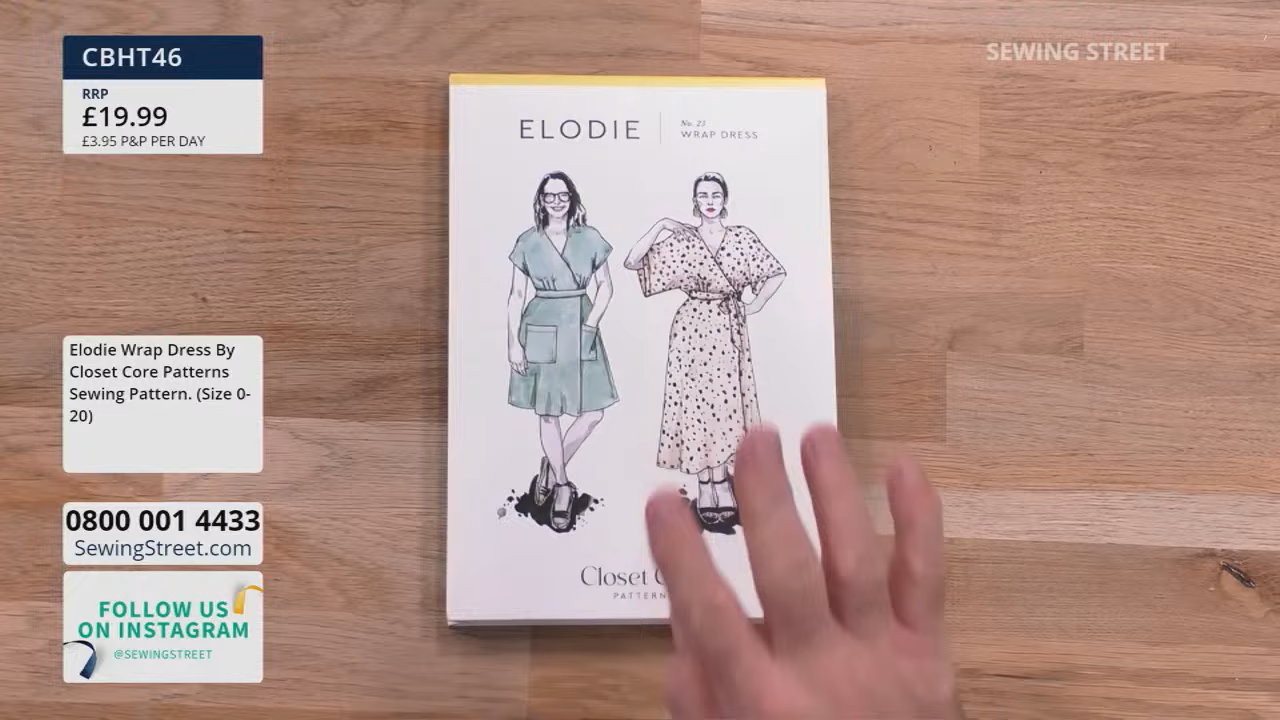 CBHT46
RRP
£19.99
£3.95 P&P PER DAY
SEWING STREET
ELODIE
No. 23
WRAP DRESS
Elodie Wrap Dress By
Closet Core Patterns
Sewing Pattern. (Size 0-
20)
0800 001 4433
SewingStreet.com
FOLLOW US
ON INSTAGRAM
@SEWINGSTREET
Closet